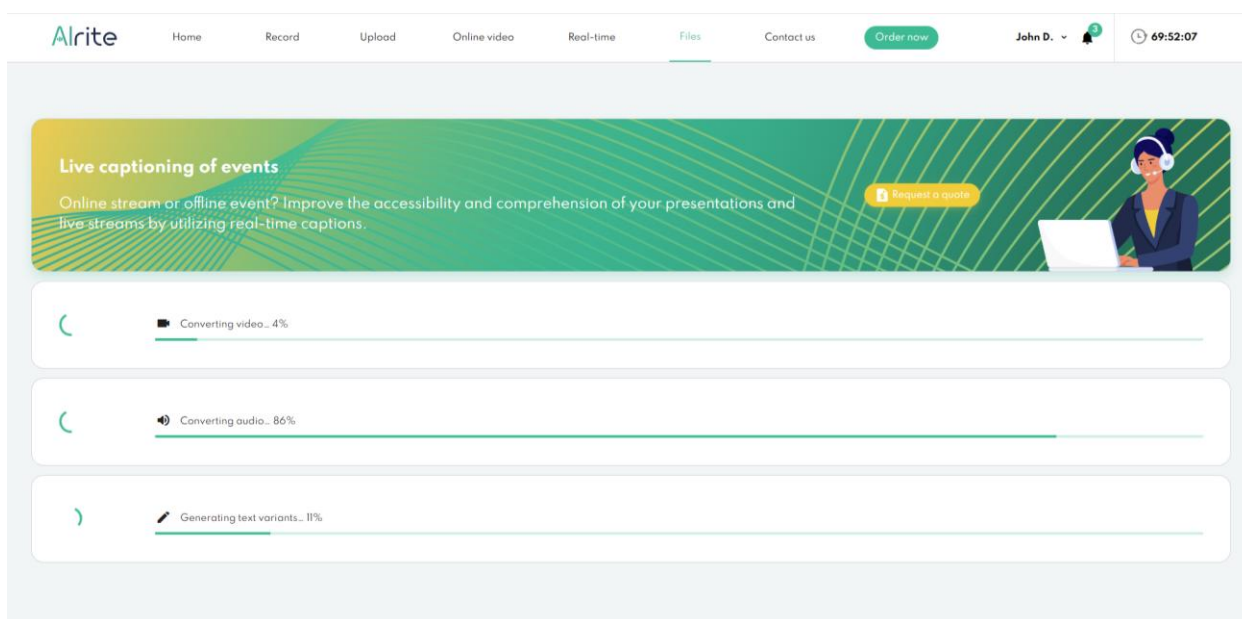 Alrite
Home Record Upload Online video Real-time Files Contact us Order now John D. 3 69:52:07
Live captioning of events
Online stream or offline event? Improve the accessibility and comprehension of your presentations and
live streams by utilizing real-time captions.
Request a quote
Converting video... 4%
Converting audio... 86%
Generating text variants... 11%